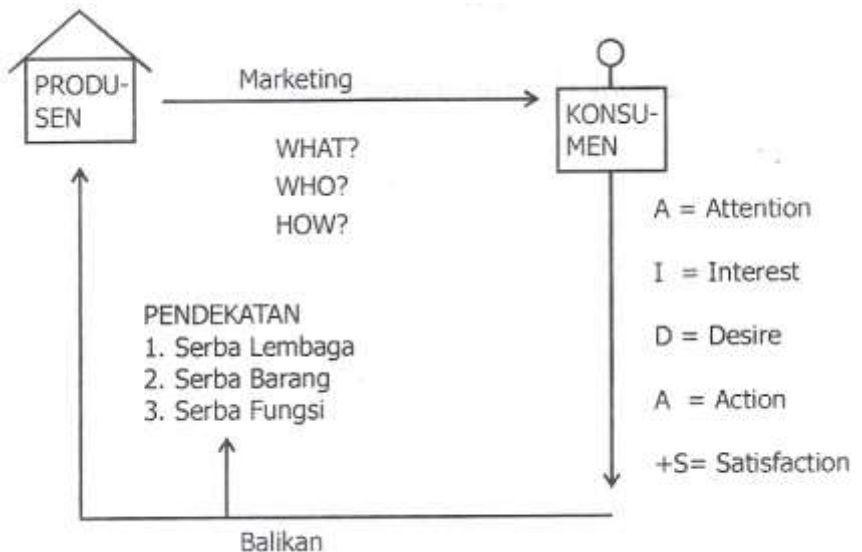 PRODU-
SEN
Marketing
KONSU-
MEN
WHAT?
WHO?
HOW?
A = Attention
I = Interest
D = Desire
A = Action
+S= Satisfaction
PENDEKATAN
1. Serba Lembaga
2. Serba Barang
3. Serba Fungsi
Balikan